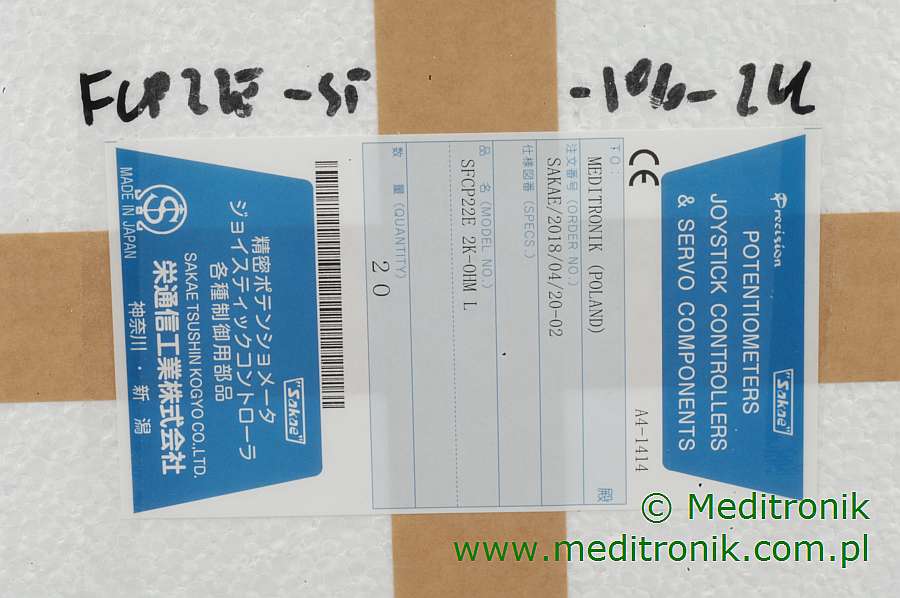 FCP22E
Precision
POTENTIOMETERS
JOYSTICK CONTROLLERS
& SERVO COMPONENTS
"Sakae"
CE
A4-1414
TO: 殿
MEDITRONIK (POLAND)
注文番号 (ORDER NO.)
SAKAE/2018/04/20-02
仕様図番 (SPECS.)
品 名 (MODEL NO.)
SFCP22E 2K-OHM L
数 量 (QUANTITY)
20
"Sakae"
精密ポテンショメータ
ジョイスティックコントローラ
各種制御用部品
SAKAE TSUSHIN KOGYO CO.,LTD.
栄通信工業株式会社
神奈川・新潟
MADE IN JAPAN
© Meditronik
www.meditronik.com.pl